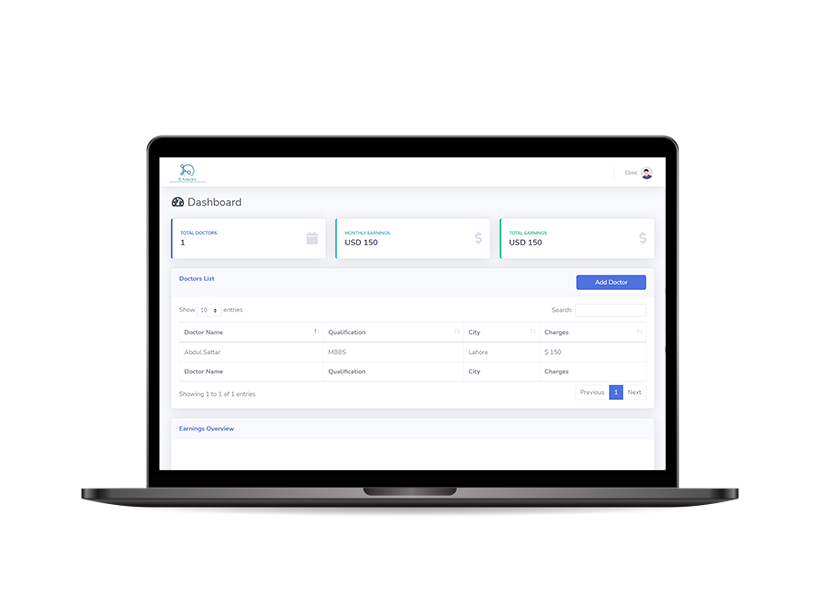 Clinic
Dashboard
TOTAL DOCTORS
1
MONTHLY EARNINGS
USD 150
TOTAL EARNINGS
USD 150
Doctors List
Add Doctor
Show 10 entries
Search:
Doctor Name Qualification City Charges
Abdul Sattar MBBS Lahore $ 150
Doctor Name Qualification City Charges
Showing 1 to 1 of 1 entries
Previous 1 Next
Earnings Overview